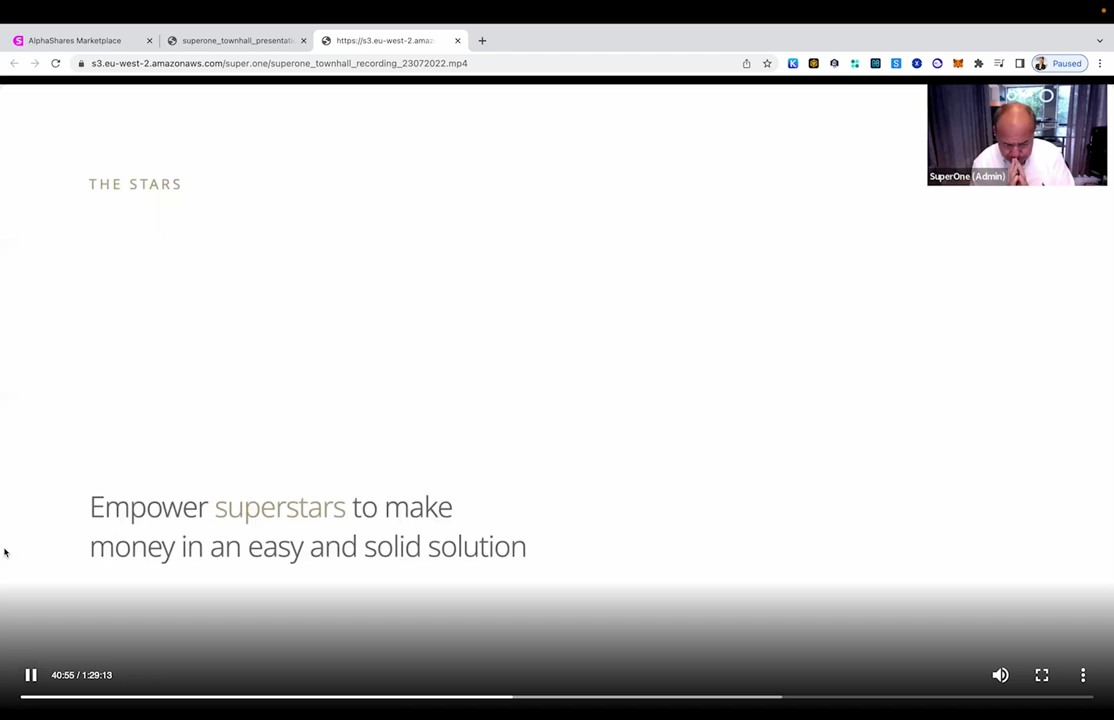 AlphaShares Marketplace
superone_townhall_presentati
https://s3.eu-west-2.amaz
s3.eu-west-2.amazonaws.com/super.one/superone_townhall_recording_23072022.mp4
Paused
SuperOne (Admin)
THE STARS
Empower superstars to make
money in an easy and solid solution
40:55 / 1:29:13